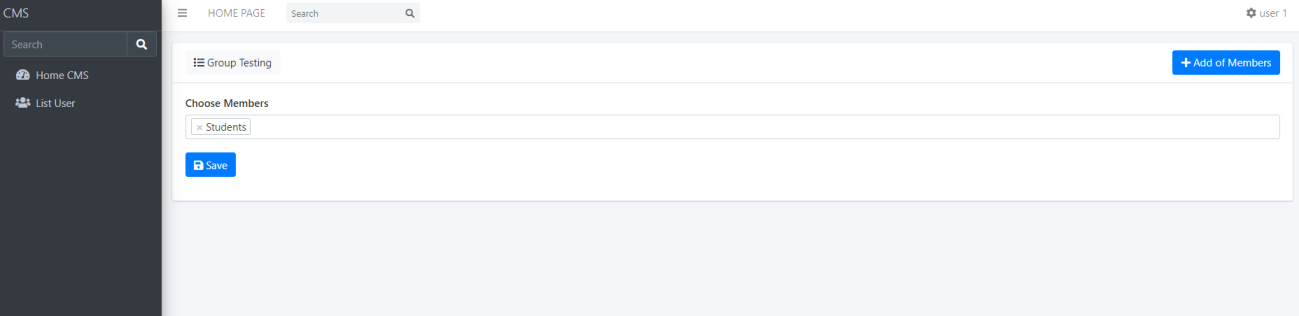 CMS
HOME PAGE
Search
user 1
Search
Home CMS
List User
Group Testing
Add of Members
Choose Members
× Students
Save